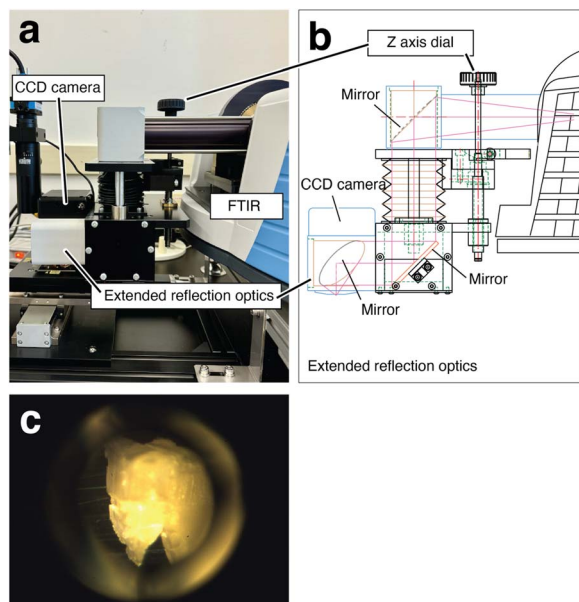 a
CCD camera
FTIR
Extended reflection optics
b
Z axis dial
Mirror
CCD camera
Mirror
Mirror
Extended reflection optics
c